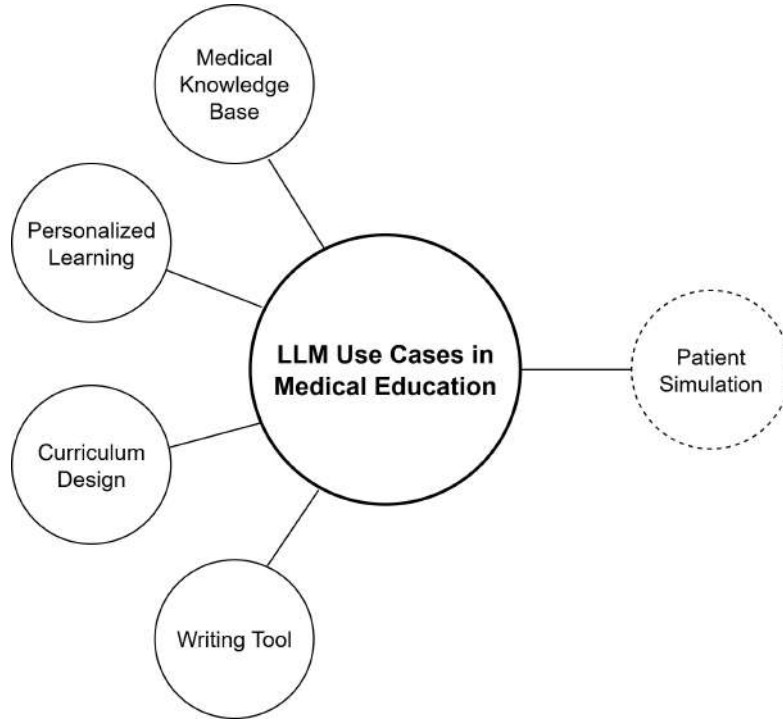 Medical
Knowledge
Base
Personalized
Learning
LLM Use Cases in
Medical Education
Patient
Simulation
Curriculum
Design
Writing Tool